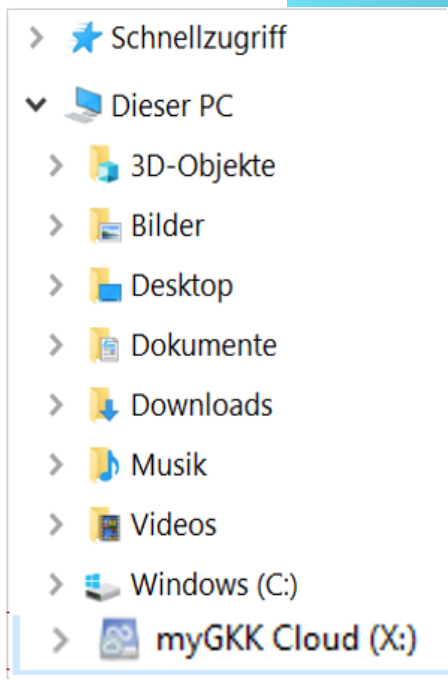 Schnellzugriff
Dieser PC
3D-Objekte
Bilder
Desktop
Dokumente
Downloads
Musik
Videos
Windows (C:)
myGKK Cloud (X:)